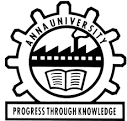 ANNA UNIVERSITY
PROGRESS THROUGH KNOWLEDGE